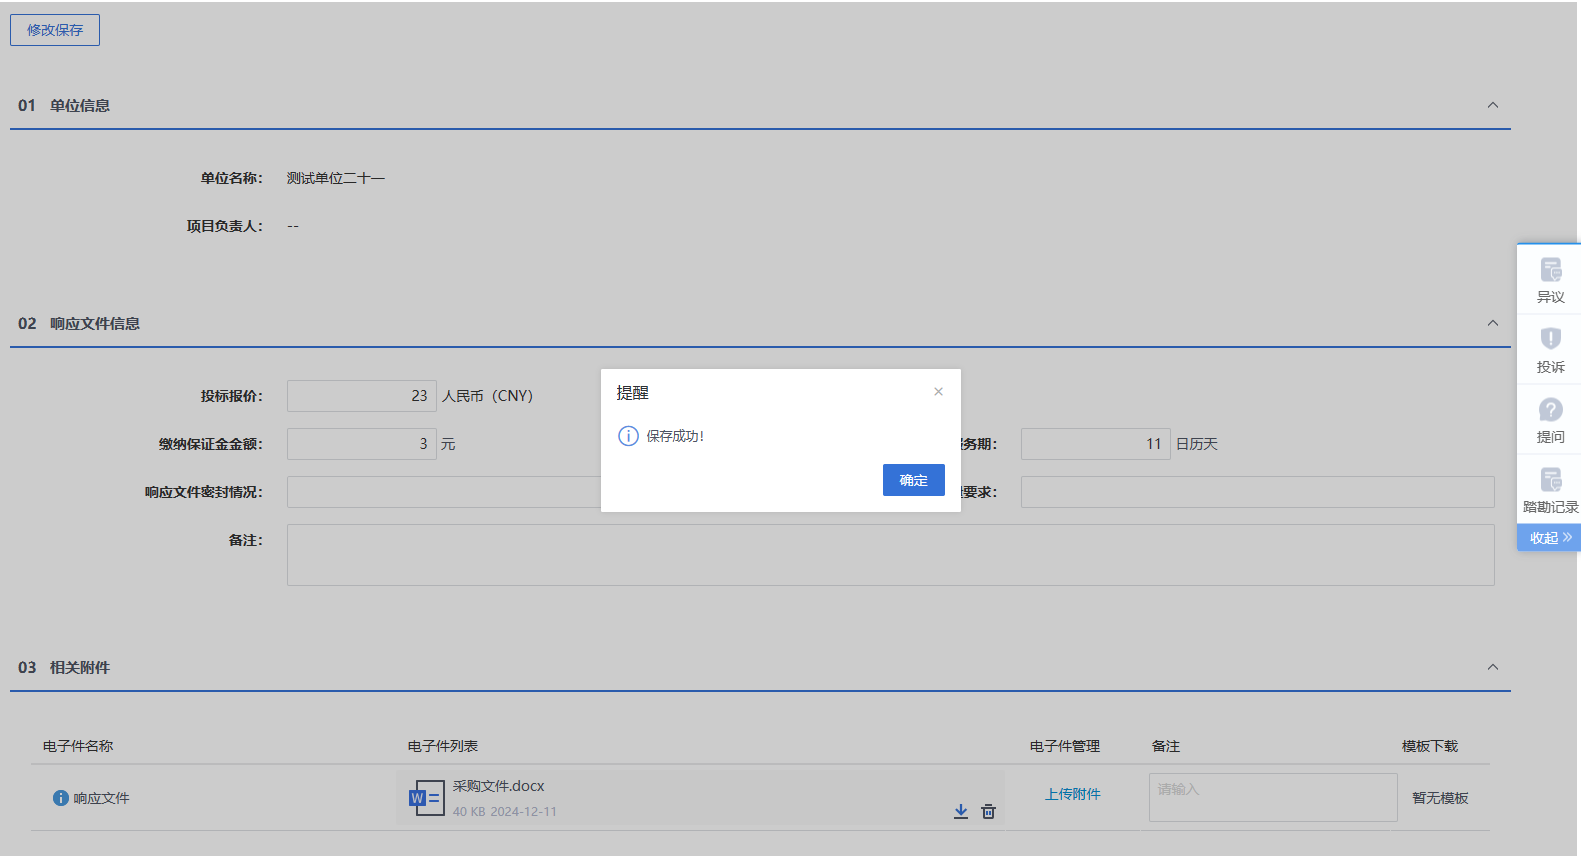 修改保存
01 单位信息
单位名称： 测试单位二十一
项目负责人： --
02 响应文件信息
投标报价： 23 人民币（CNY）
缴纳保证金金额： 3 元
务期： 11 日历天
响应文件密封情况：
要求：
备注：
提醒
保存成功!
确定
异议
投诉
提问
踏勘记录
收起
03 相关附件
电子件名称 电子件列表 电子件管理 备注 模板下载
响应文件 采购文件.docx 上传附件 请输入 暂无模板
40 KB 2024-12-11